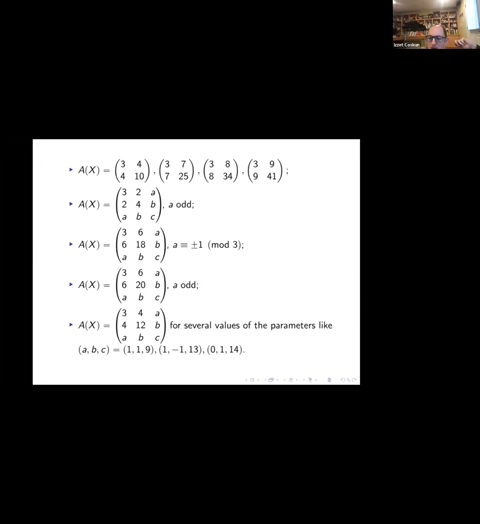 Izzet Coskun
▸ A(X) = (3 4; 4 10), (3 7; 7 25), (3 8; 8 34), (3 9; 9 41);
▸ A(X) = (3 2 a; 2 4 b; a b c), a odd;
▸ A(X) = (3 6 a; 6 18 b; a b c), a ≡ ±1 (mod 3);
▸ A(X) = (3 6 a; 6 20 b; a b c), a odd;
▸ A(X) = (3 4 a; 4 12 b; a b c) for several values of the parameters like
(a, b, c) = (1, 1, 9), (1, −1, 13), (0, 1, 14).